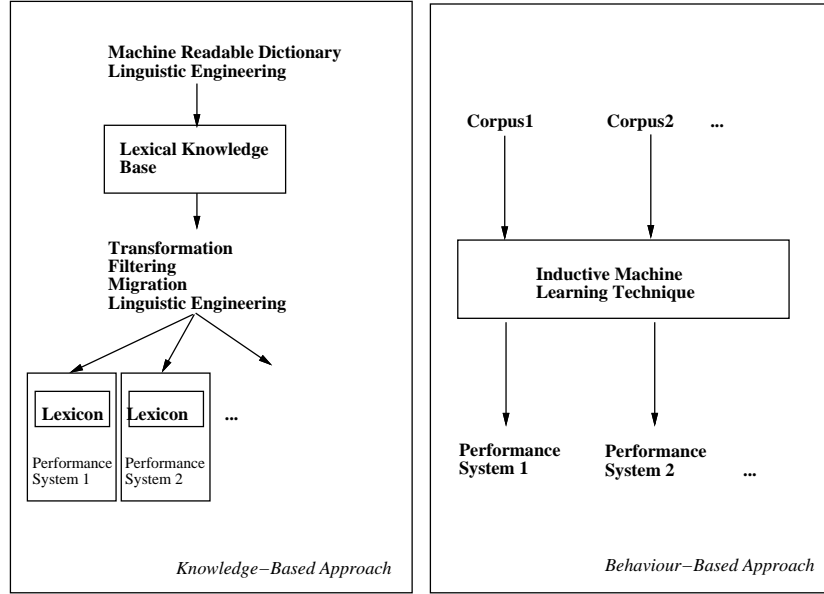 Machine Readable Dictionary
Linguistic Engineering
Lexical Knowledge
Base
Transformation
Filtering
Migration
Linguistic Engineering
Lexicon
Lexicon
...
Performance
System 1
Performance
System 2
Knowledge−Based Approach
Corpus1
Corpus2
...
Inductive Machine
Learning Technique
Performance
System 1
Performance
System 2
...
Behaviour−Based Approach